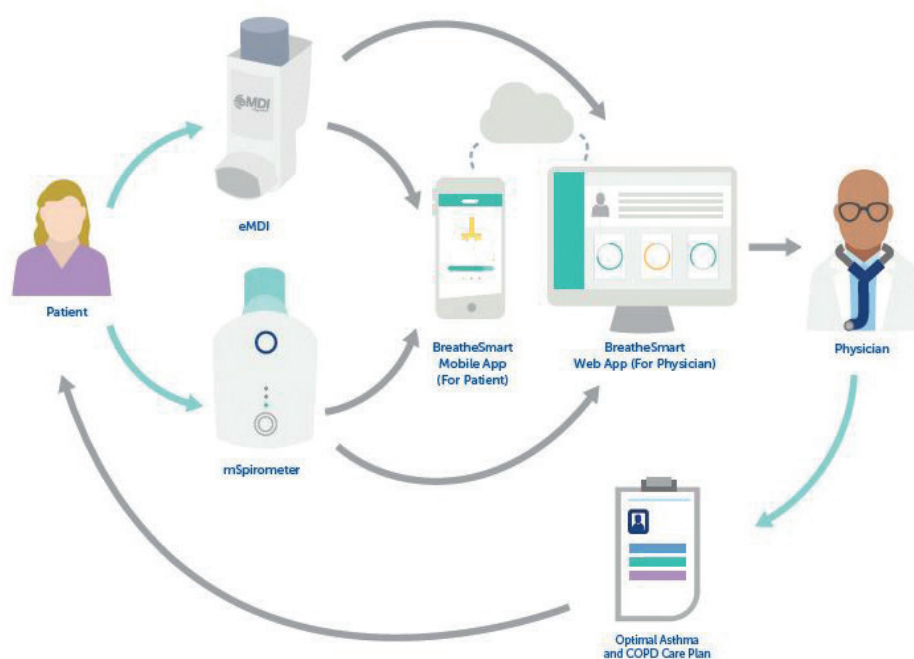 eMDI
eMDI
Patient
BreatheSmart
Mobile App
(For Patient)
BreatheSmart
Web App (For Physician)
Physician
mSpirometer
Optimal Asthma
and COPD Care Plan